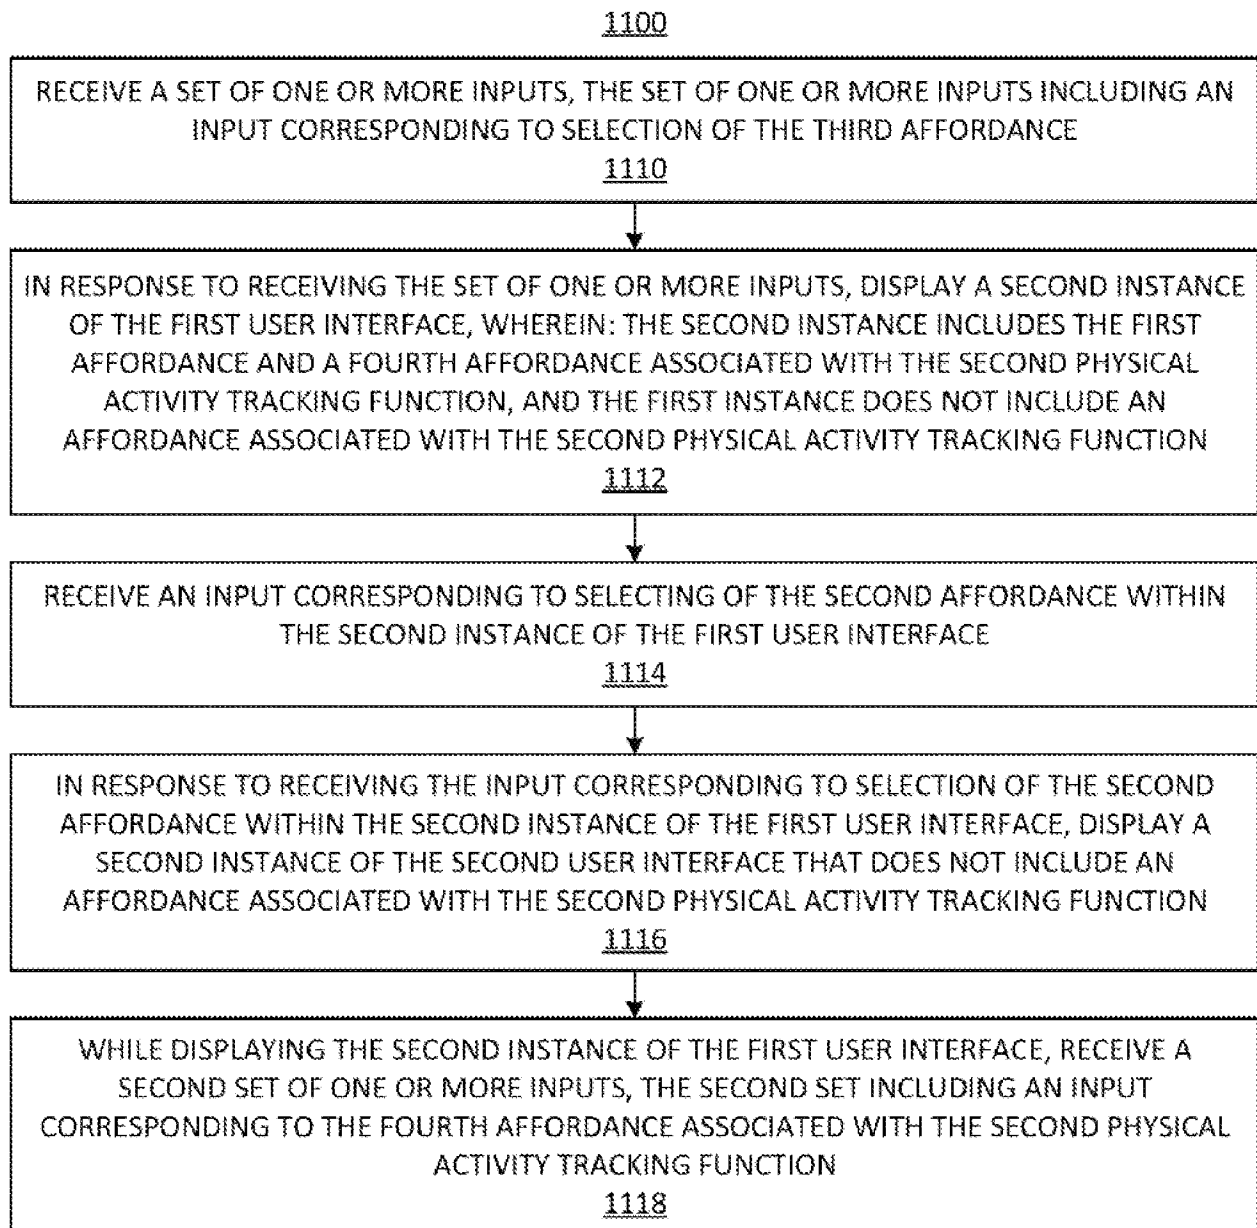 1100
RECEIVE A SET OF ONE OR MORE INPUTS, THE SET OF ONE OR MORE INPUTS INCLUDING AN
INPUT CORRESPONDING TO SELECTION OF THE THIRD AFFORDANCE
1110
IN RESPONSE TO RECEIVING THE SET OF ONE OR MORE INPUTS, DISPLAY A SECOND INSTANCE
OF THE FIRST USER INTERFACE, WHEREIN: THE SECOND INSTANCE INCLUDES THE FIRST
AFFORDANCE AND A FOURTH AFFORDANCE ASSOCIATED WITH THE SECOND PHYSICAL
ACTIVITY TRACKING FUNCTION, AND THE FIRST INSTANCE DOES NOT INCLUDE AN
AFFORDANCE ASSOCIATED WITH THE SECOND PHYSICAL ACTIVITY TRACKING FUNCTION
1112
RECEIVE AN INPUT CORRESPONDING TO SELECTING OF THE SECOND AFFORDANCE WITHIN
THE SECOND INSTANCE OF THE FIRST USER INTERFACE
1114
IN RESPONSE TO RECEIVING THE INPUT CORRESPONDING TO SELECTION OF THE SECOND
AFFORDANCE WITHIN THE SECOND INSTANCE OF THE FIRST USER INTERFACE, DISPLAY A
SECOND INSTANCE OF THE SECOND USER INTERFACE THAT DOES NOT INCLUDE AN
AFFORDANCE ASSOCIATED WITH THE SECOND PHYSICAL ACTIVITY TRACKING FUNCTION
1116
WHILE DISPLAYING THE SECOND INSTANCE OF THE FIRST USER INTERFACE, RECEIVE A
SECOND SET OF ONE OR MORE INPUTS, THE SECOND SET INCLUDING AN INPUT
CORRESPONDING TO THE FOURTH AFFORDANCE ASSOCIATED WITH THE SECOND PHYSICAL
ACTIVITY TRACKING FUNCTION
1118